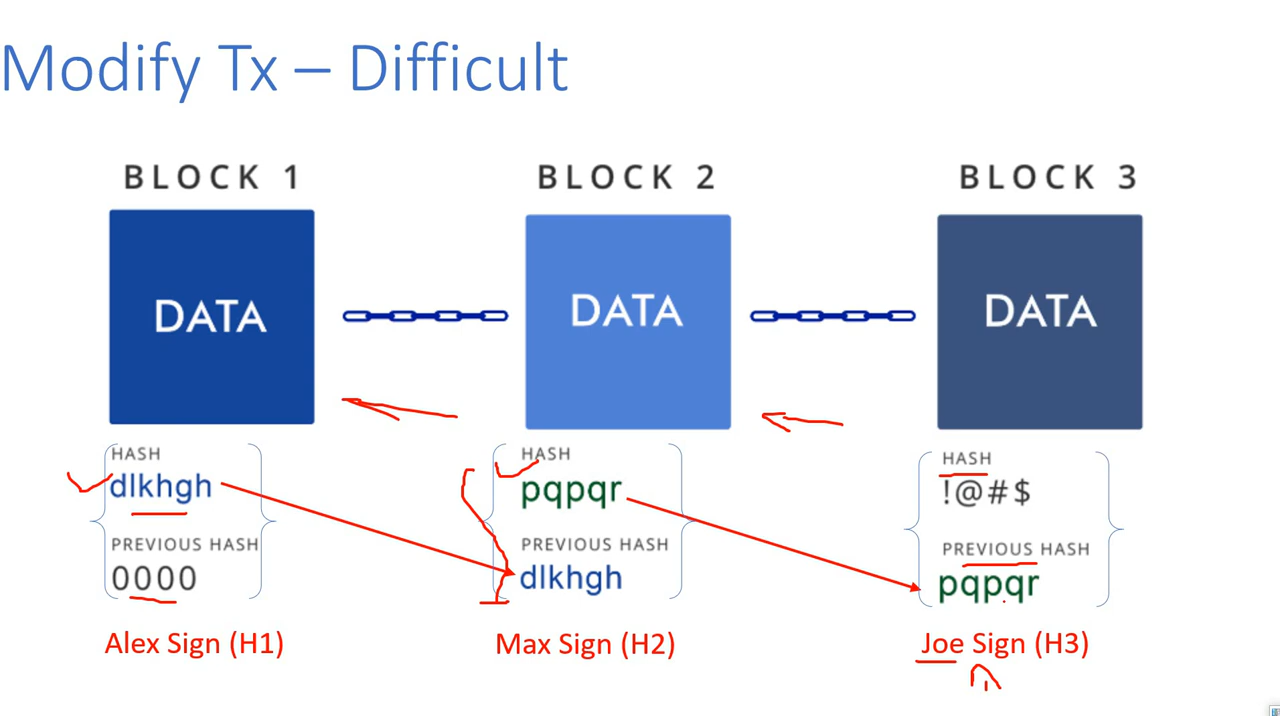 Modify Tx – Difficult
BLOCK 1
BLOCK 2
BLOCK 3
DATA
DATA
DATA
HASH
dlkhgh
PREVIOUS HASH
0000
Alex Sign (H1)
HASH
pqpqr
PREVIOUS HASH
dlkhgh
Max Sign (H2)
HASH
!@#$
PREVIOUS HASH
pqpqr
Joe Sign (H3)